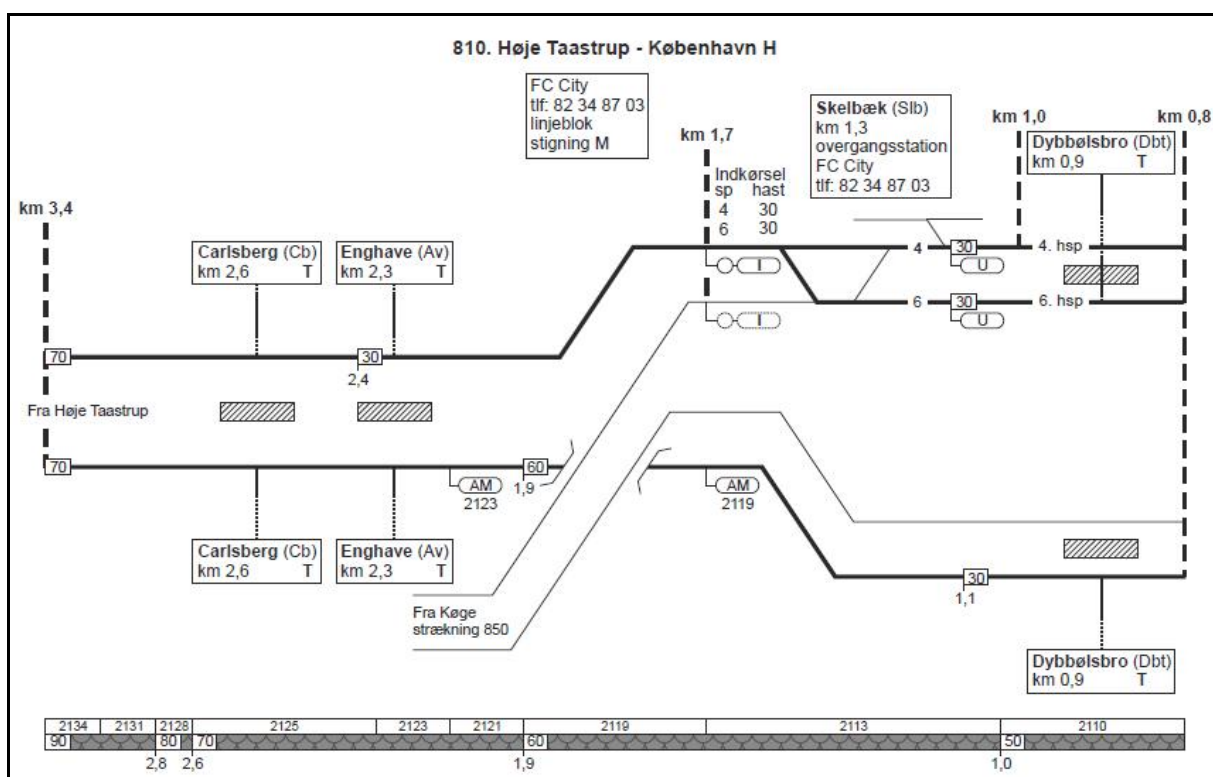 810. Høje Taastrup - København H
FC City
tlf: 82 34 87 03
linjeblok
stigning M
Skelbæk (Slb)
km 1,3
overgangsstation
FC City
tlf: 82 34 87 03
km 1,0
km 0,8
Dybbølsbro (Dbt)
km 0,9 T
km 1,7
Indkørsel
sp hast
4 30
6 30
km 3,4
Carlsberg (Cb)
km 2,6 T
Enghave (Av)
km 2,3 T
4 30 4. hsp
I U
6 30 6. hsp
I U
70 30
2,4
Fra Høje Taastrup
70 60
AM 1,9 AM
2123 2119
Carlsberg (Cb)
km 2,6 T
Enghave (Av)
km 2,3 T
30
1,1
Fra Køge
strækning 850
Dybbølsbro (Dbt)
km 0,9 T
2134 2131 2128 2125 2123 2121 2119 2113 2110
90 80 70 60 50
2,8 2,6 1,9 1,0